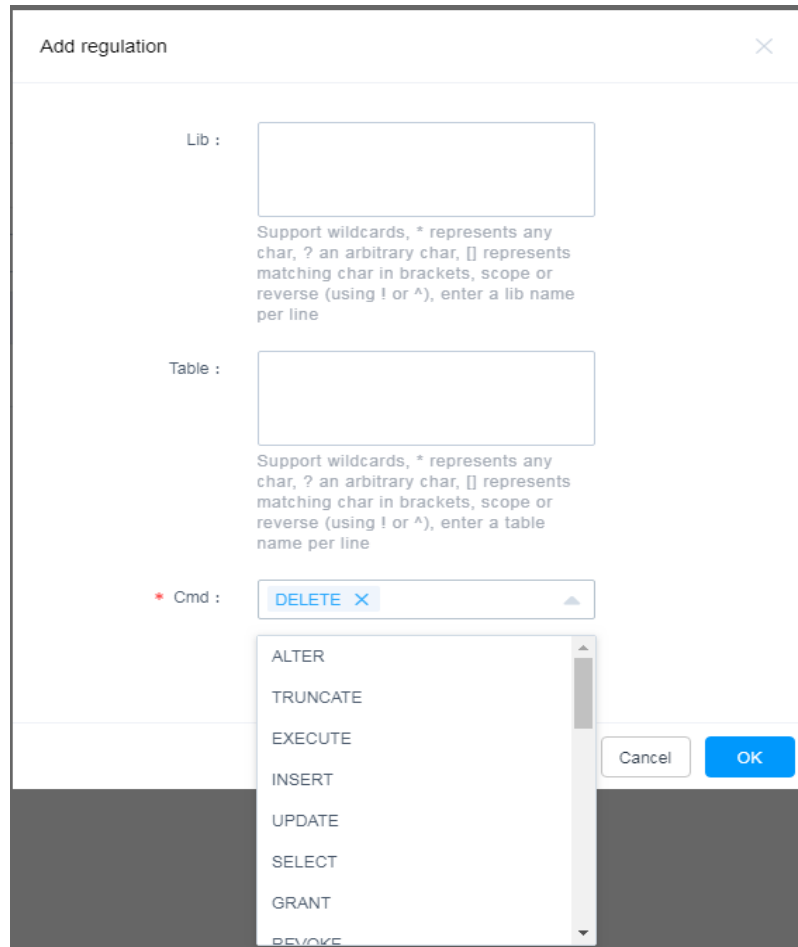 Add regulation
Lib :
Support wildcards, * represents any
char, ? an arbitrary char, [] represents
matching char in brackets, scope or
reverse (using ! or ^), enter a lib name
per line
Table :
Support wildcards, * represents any
char, ? an arbitrary char, [] represents
matching char in brackets, scope or
reverse (using ! or ^), enter a table
name per line
* Cmd : DELETE
ALTER
TRUNCATE
EXECUTE
INSERT
UPDATE
SELECT
GRANT
REVOKE
Cancel OK